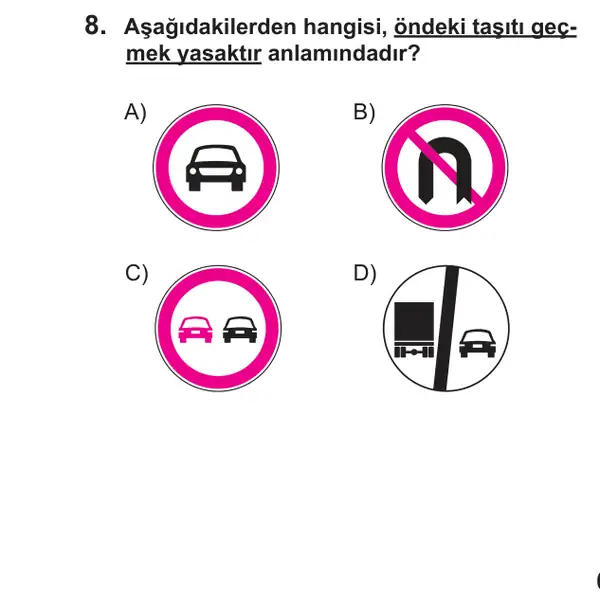 8. Aşağıdakilerden hangisi, öndeki taşıtı geç-
mek yasaktır anlamındadır?
A)
B)
C)
D)